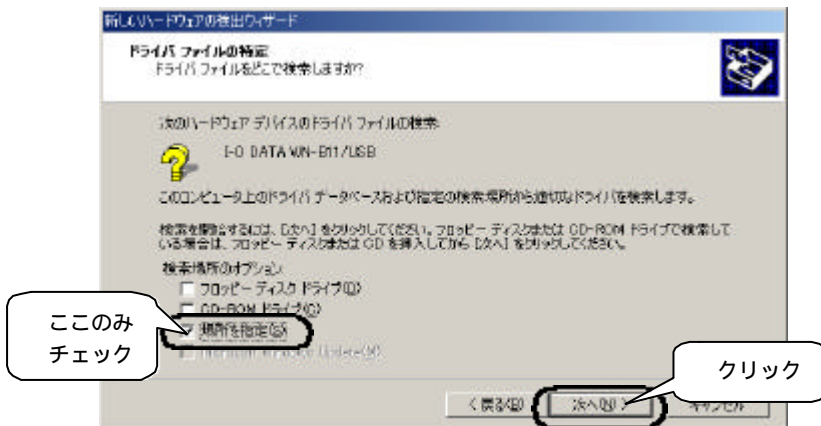 新しいハードウェアの検出ウィザード
ドライバ ファイルの特定
ドライバ ファイルをどこで検索しますか?
次のハードウェア デバイスのドライバ ファイルの検索:
I-O DATA WN-B11/USB
このコンピュータ上のドライバ データベースおよび指定の検索場所から適切なドライバを検索します。
検索を開始するには、[次へ] をクリックしてください。フロッピー ディスクまたは CD-ROM ドライブで検索して
いる場合は、フロッピー ディスクまたは CD を挿入してから [次へ] をクリックしてください。
検索場所のオプション:
フロッピー ディスク ドライブ(D)
CD-ROM ドライブ(C)
場所を指定(S)
Microsoft Windows Update(M)
ここのみ
チェック
クリック
< 戻る(B)
次へ(N) >
キャンセル